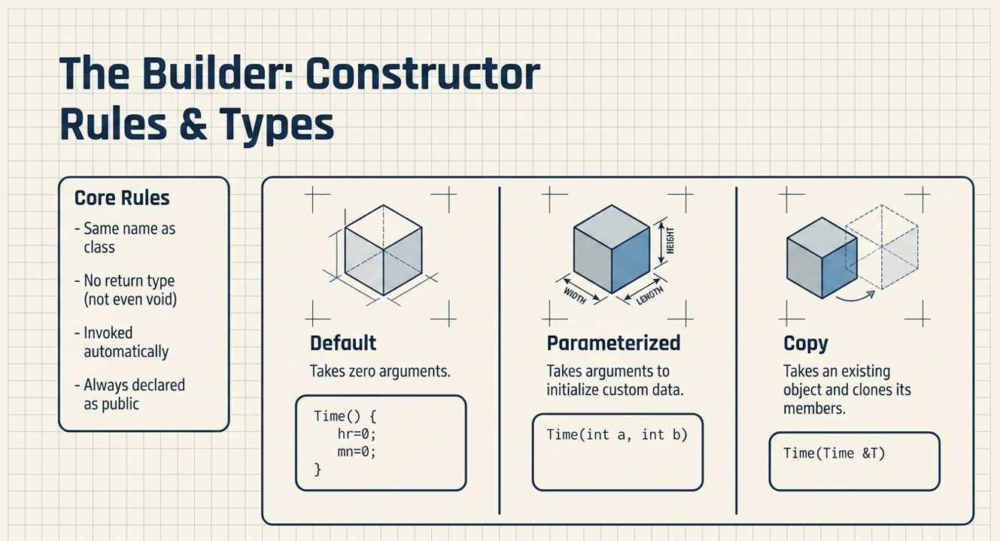 The Builder: Constructor
Rules & Types
Core Rules
- Same name as
class
- No return type
(not even void)
- Invoked
automatically
- Always declared
as public
Default
Takes zero arguments.
Time() {
hr=0;
mn=0;
}
WIDTH
LENGTH
HEIGHT
Parameterized
Takes arguments to
initialize custom data.
Time(int a, int b)
Copy
Takes an existing
object and clones its
members.
Time(Time &T)